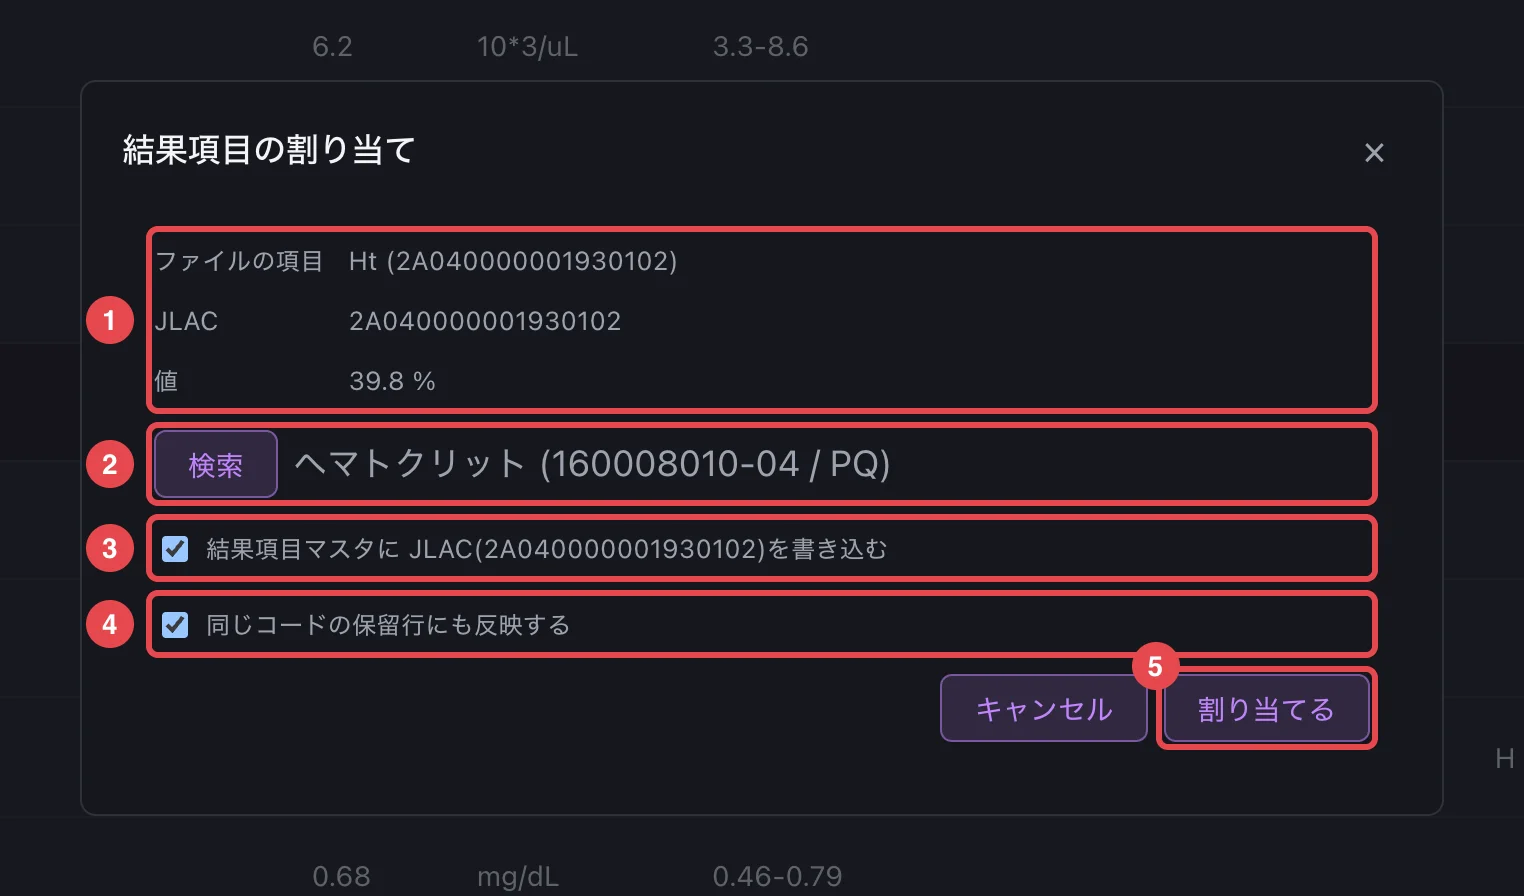 6.2 10*3/uL 3.3-8.6
結果項目の割り当て ×
ファイルの項目 Ht (2A040000001930102)
1 JLAC 2A040000001930102
値 39.8 %
2 検索 ヘマトクリット (160008010-04 / PQ)
3 結果項目マスタに JLAC(2A040000001930102)を書き込む
4 同じコードの保留行にも反映する
5
キャンセル 割り当てる
H
0.68 mg/dL 0.46-0.79